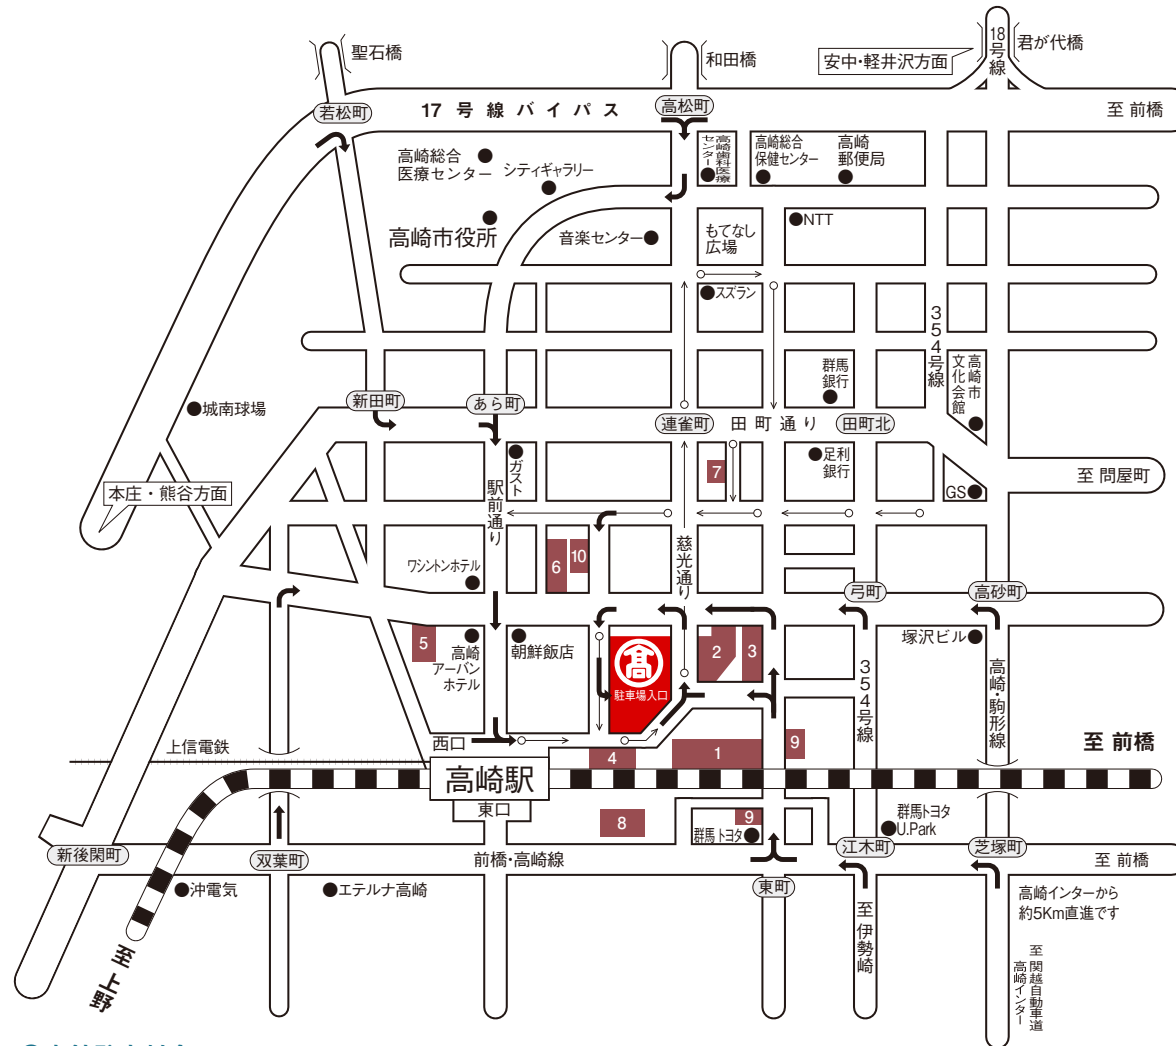 聖石橋
和田橋
18号線
君が代橋
安中・軽井沢方面
若松町
17号線バイパス
高松町
至 前橋
高崎総合
医療センター
シティギャラリー
高崎歯科医療
センター
高崎総合
保健センター
高崎
郵便局
高崎市役所
音楽センター
もてなし
広場
NTT
スズラン
354号線
群馬
銀行
高崎市
文化会館
城南球場
新田町
あら町
連雀町
田町通り
田町北
ガスト
7
足利
銀行
GS
至 問屋町
本庄・熊谷方面
駅前通り
慈光通り
ワシントンホテル
6
10
弓町
高砂町
5
高崎
アーバン
ホテル
朝鮮飯店
髙
駐車場入口
2
3
塚沢ビル
354号線
高崎・駒形線
上信電鉄
西口
4
1
9
至 前橋
高崎駅
東口
8
9
群馬トヨタ
群馬トヨタ
U.Park
新後閑町
双葉町
前橋・高崎線
江木町
芝塚町
至 前橋
沖電気
エテルナ高崎
東町
至 伊勢崎
高崎インターから
約5Km直進です
至 上野
至 関越自動車道
高崎インター